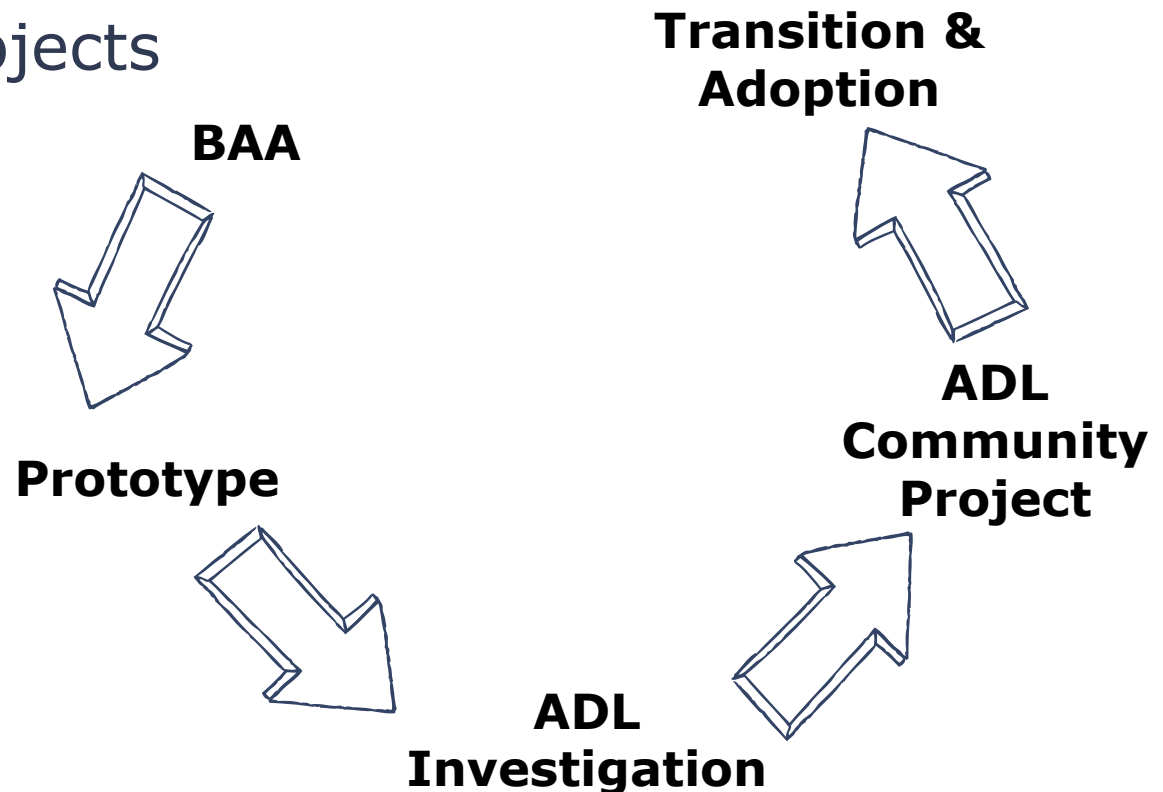 ojects
BAA
Prototype
ADL
Investigation
ADL
Community
Project
Transition &
Adoption